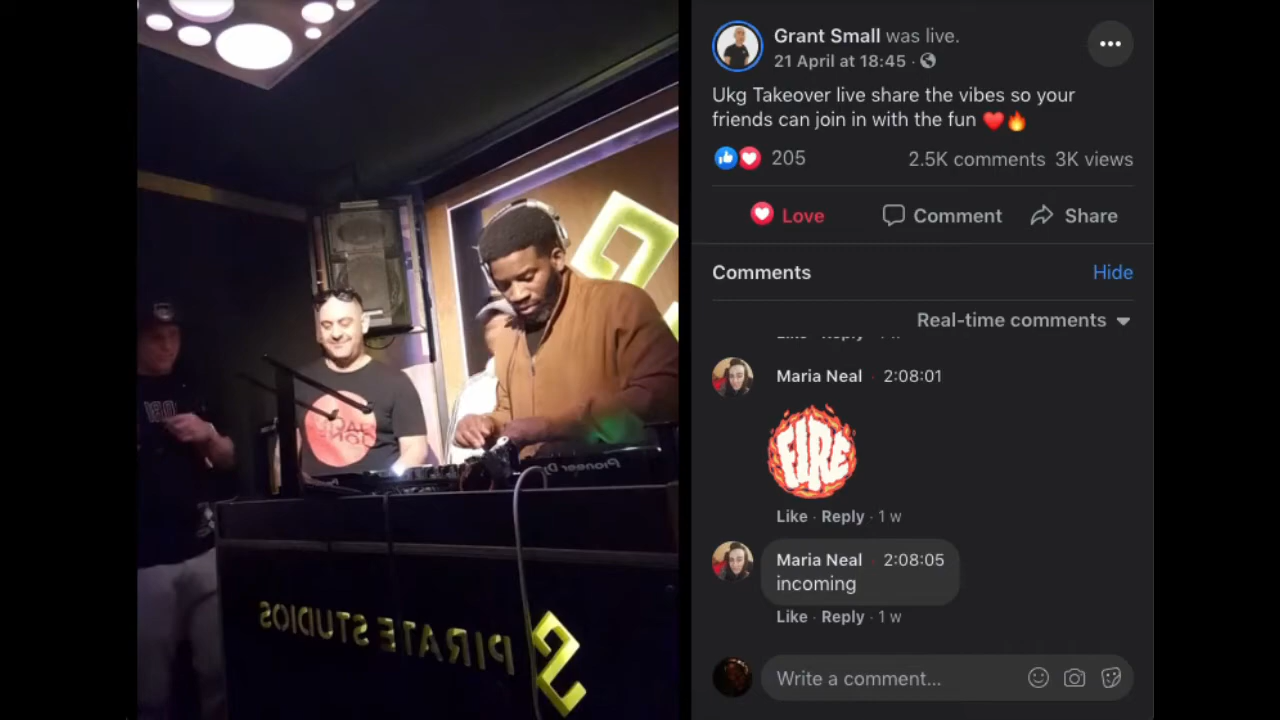 Grant Small was live.
21 April at 18:45
Ukg Takeover live share the vibes so your
friends can join in with the fun ❤️🔥
205 2.5K comments 3K views
Love Comment Share
Comments Hide
Real-time comments
Maria Neal · 2:08:01
FIRE
Like · Reply · 1 w
Maria Neal 2:08:05
incoming
Like · Reply · 1 w
Write a comment...
Pioneer Dj
PIRATE STUDIOS